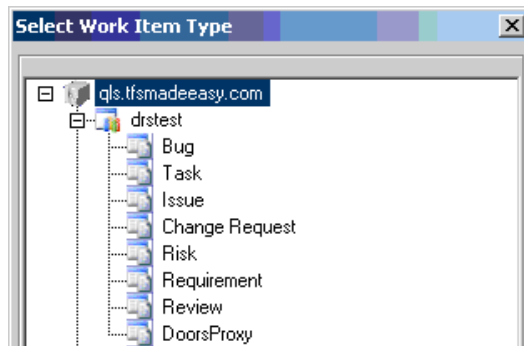 Select Work Item Type
qls.tfsmadeeasy.com
drstest
Bug
Task
Issue
Change Request
Risk
Requirement
Review
DoorsProxy